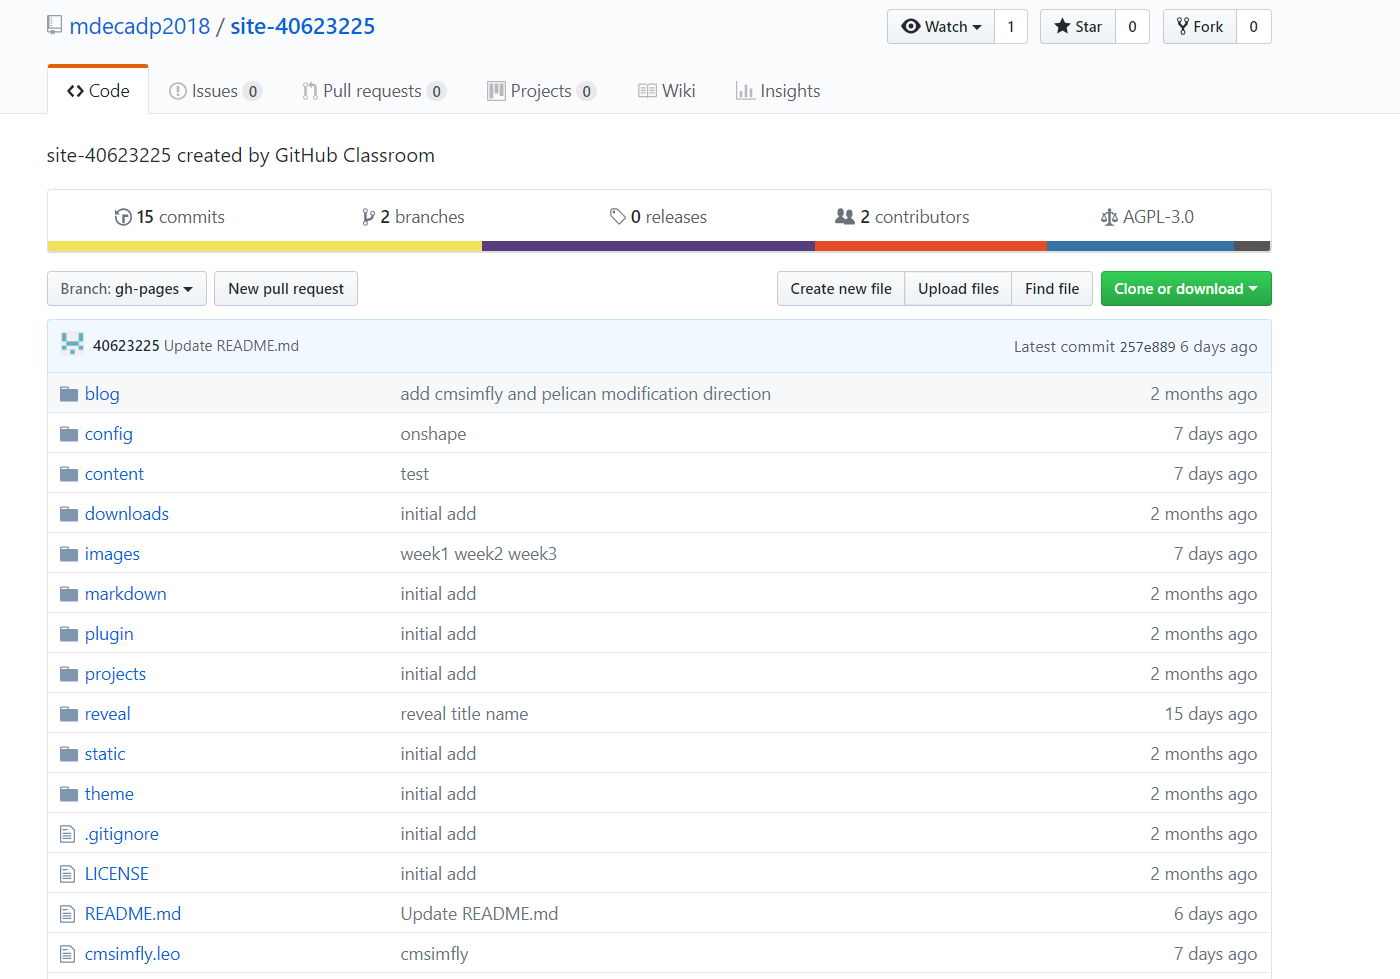 mdecadp2018 / site-40623225
Watch 1 Star 0 Fork 0
Code Issues 0 Pull requests 0 Projects 0 Wiki Insights
site-40623225 created by GitHub Classroom
15 commits 2 branches 0 releases 2 contributors AGPL-3.0
Branch: gh-pages New pull request Create new file Upload files Find file Clone or download
40623225 Update README.md Latest commit 257e889 6 days ago
blog add cmsimfly and pelican modification direction 2 months ago
config onshape 7 days ago
content test 7 days ago
downloads initial add 2 months ago
images week1 week2 week3 7 days ago
markdown initial add 2 months ago
plugin initial add 2 months ago
projects initial add 2 months ago
reveal reveal title name 15 days ago
static initial add 2 months ago
theme initial add 2 months ago
.gitignore initial add 2 months ago
LICENSE initial add 2 months ago
README.md Update README.md 6 days ago
cmsimfly.leo cmsimfly 7 days ago